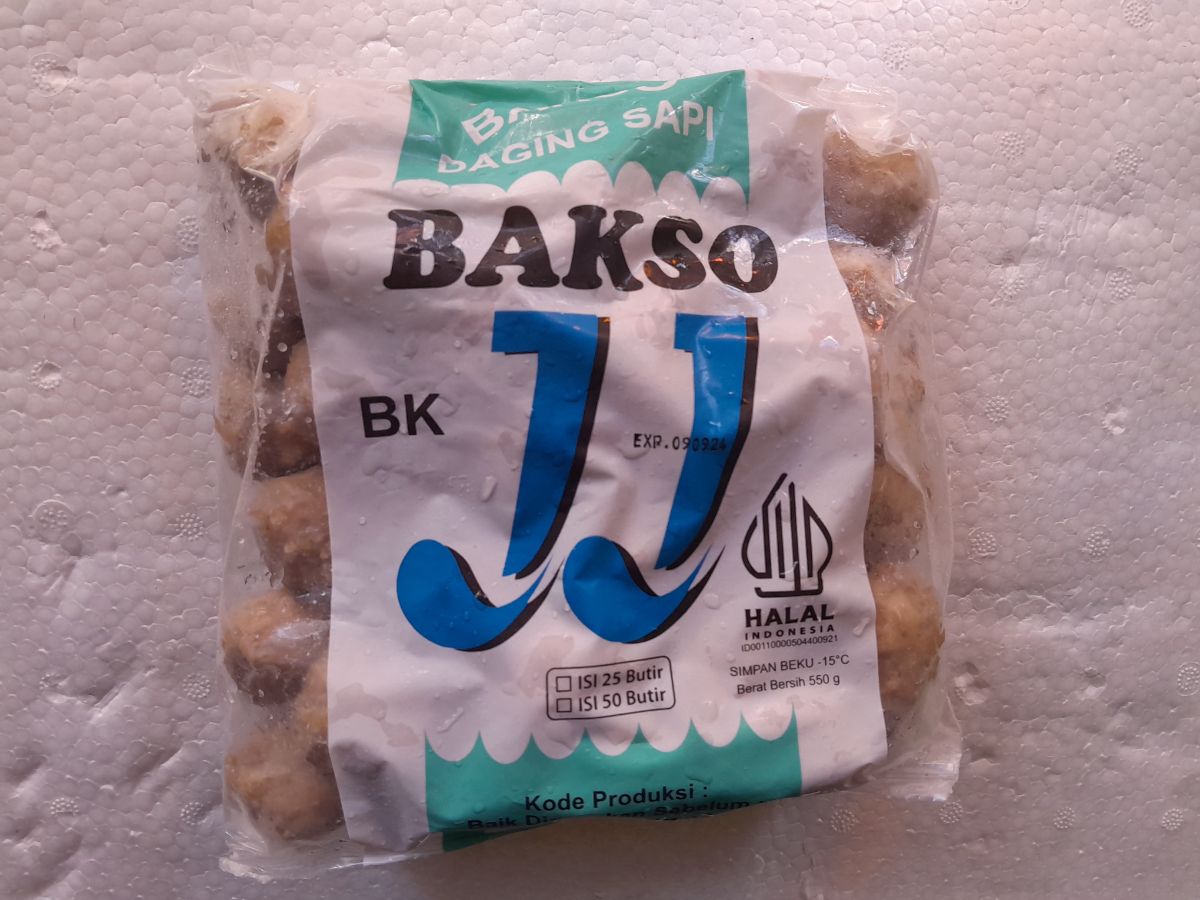 DAGING SAPI
BAKSO
JJ
BK
EXP.090924
HALAL
INDONESIA
ID00110000504400921
SIMPAN BEKU -15°C
Berat Bersih 550 g
ISI 25 Butir
ISI 50 Butir
Kode Produksi :
Baik